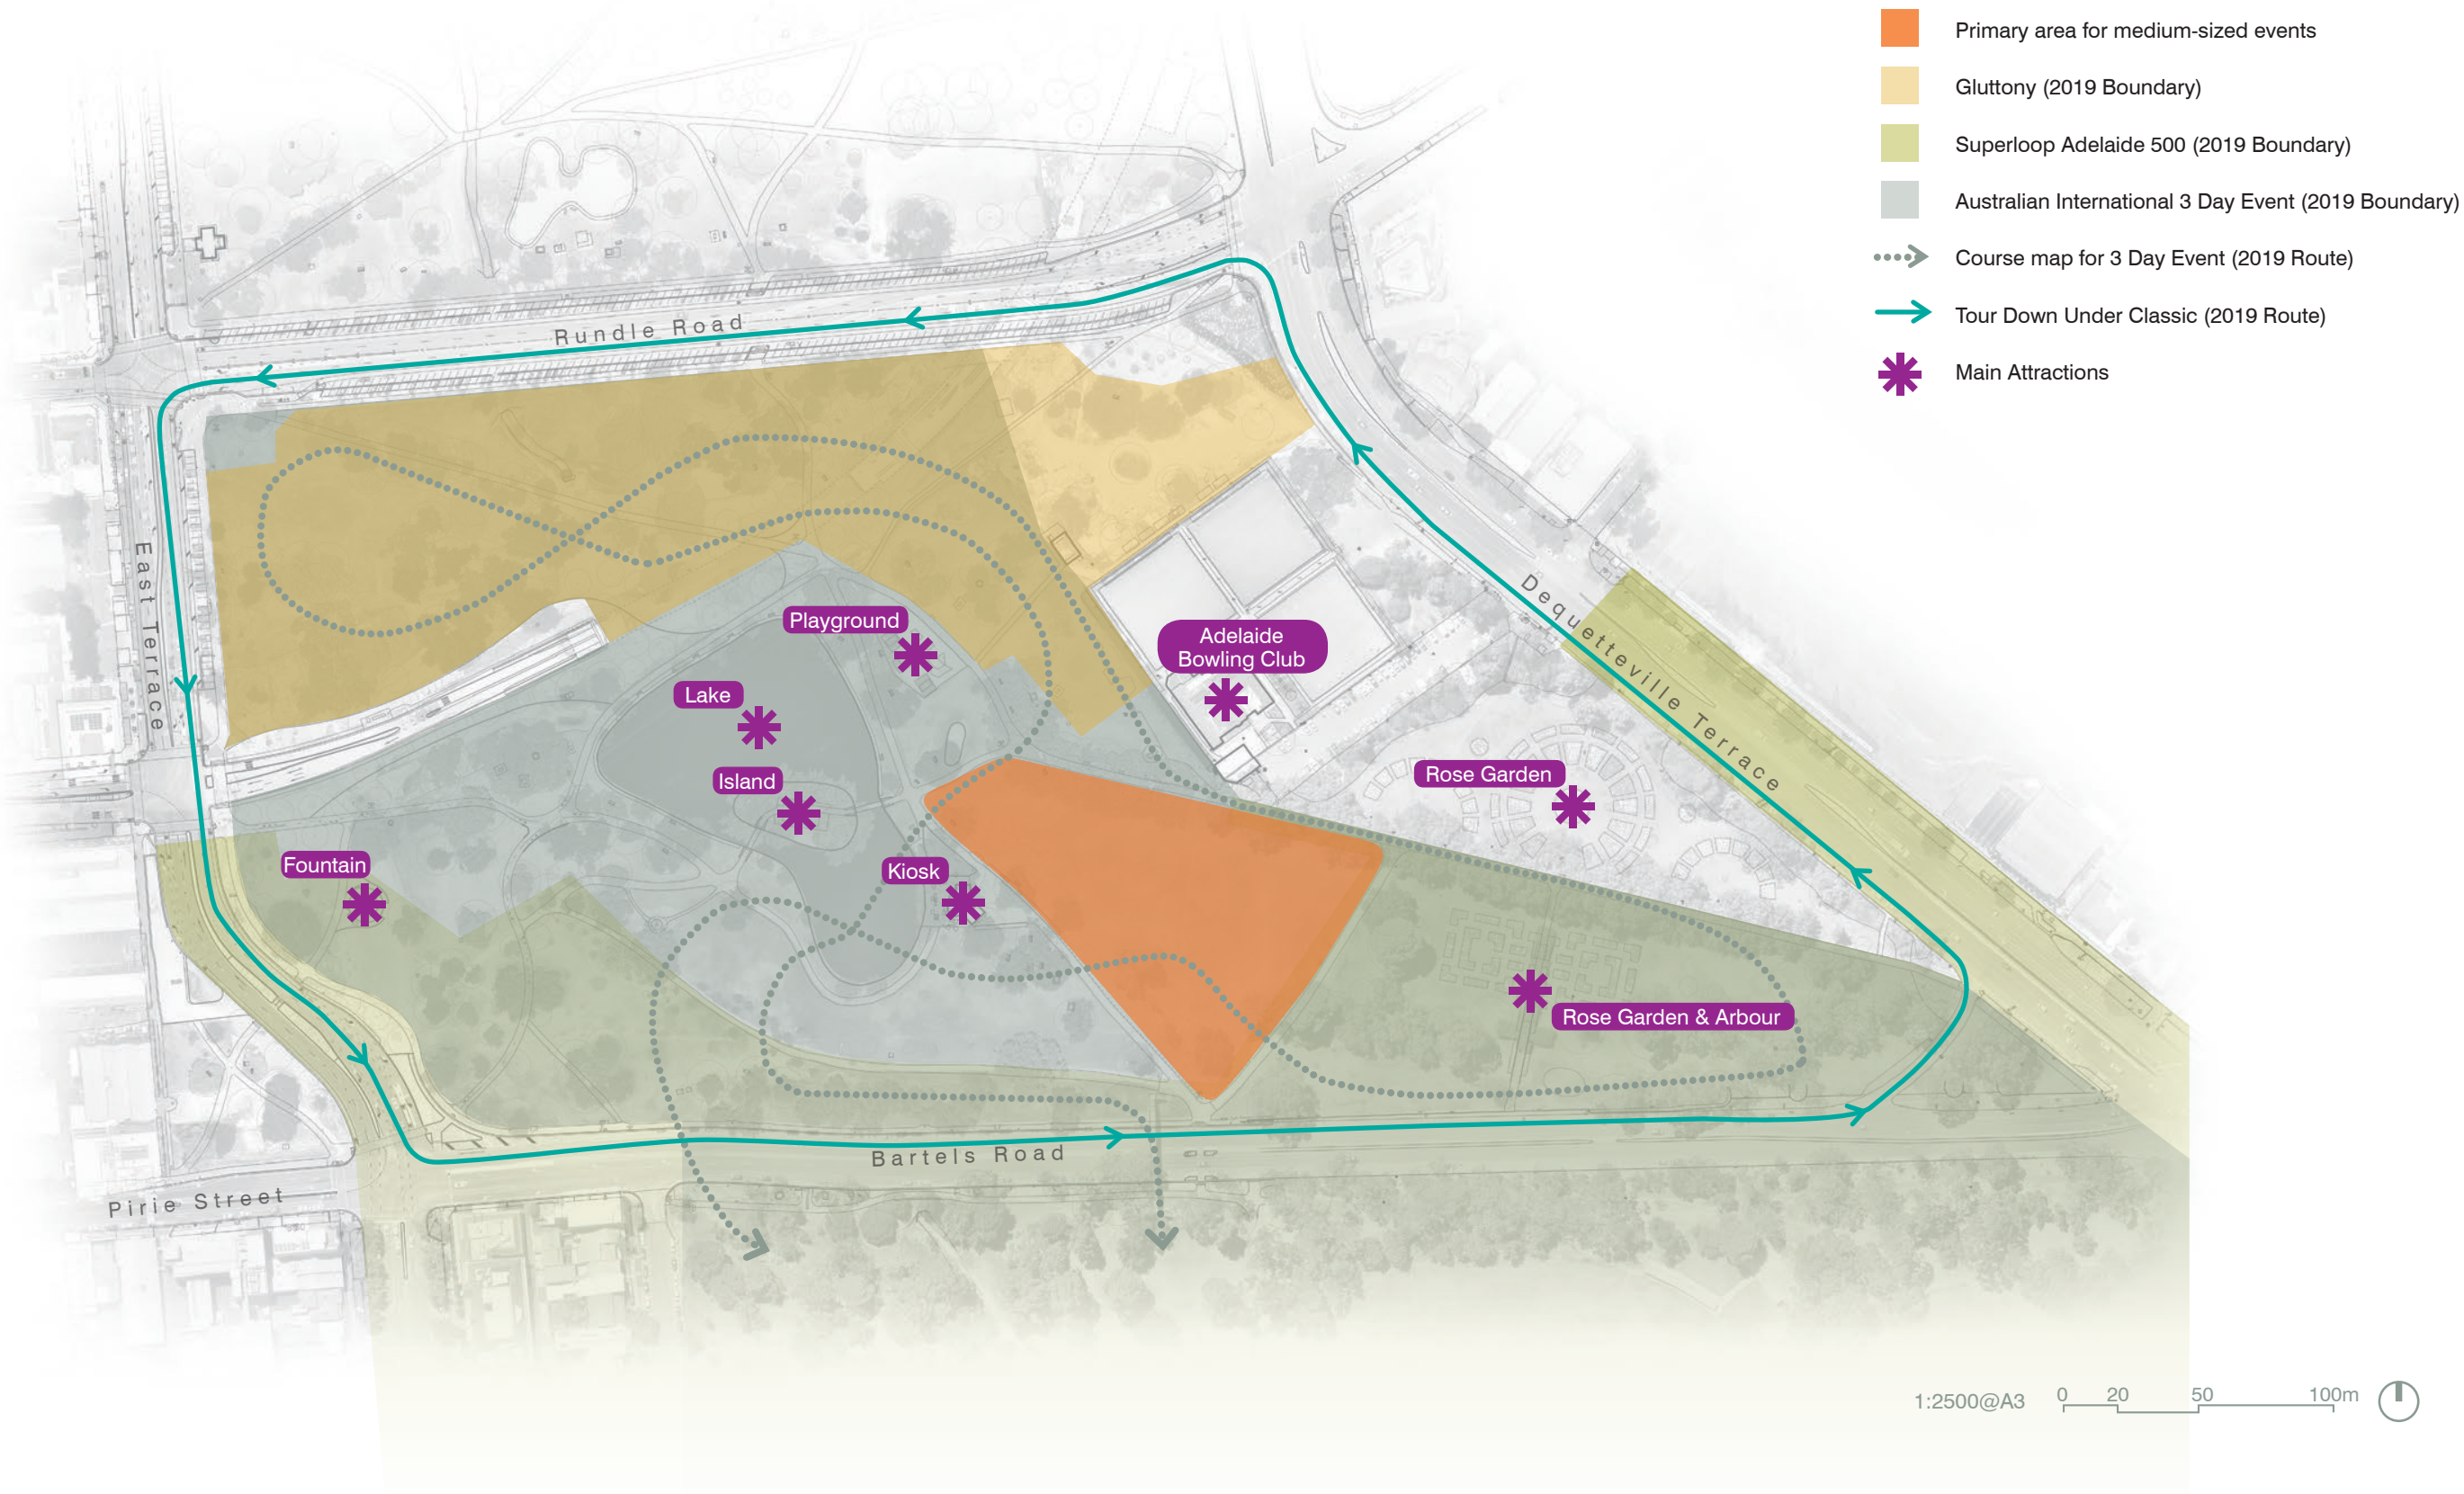 Primary area for medium-sized events
Gluttony (2019 Boundary)
Superloop Adelaide 500 (2019 Boundary)
Australian International 3 Day Event (2019 Boundary)
Course map for 3 Day Event (2019 Route)
Tour Down Under Classic (2019 Route)
Main Attractions
Rundle Road
East Terrace
Dequetteville Terrace
Playground
Adelaide
Bowling Club
Lake
Island
Rose Garden
Fountain
Kiosk
Rose Garden & Arbour
Bartels Road
Pirie Street
1:2500@A3
0 20 50 100m